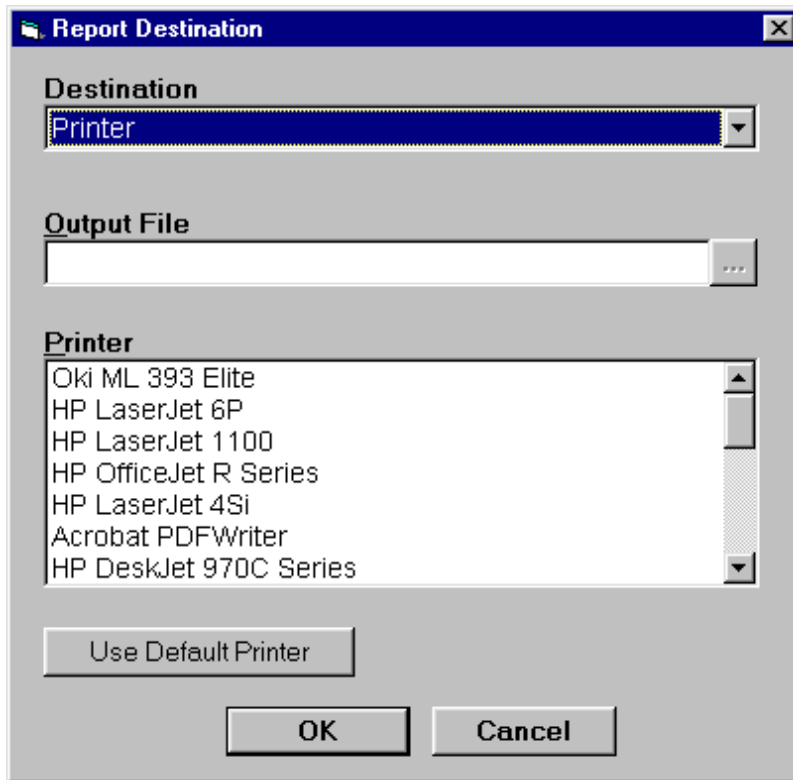 Report Destination
Destination
Printer
Output File
...
Printer
Oki ML 393 Elite
HP LaserJet 6P
HP LaserJet 1100
HP OfficeJet R Series
HP LaserJet 4Si
Acrobat PDFWriter
HP DeskJet 970C Series
Use Default Printer
OK Cancel